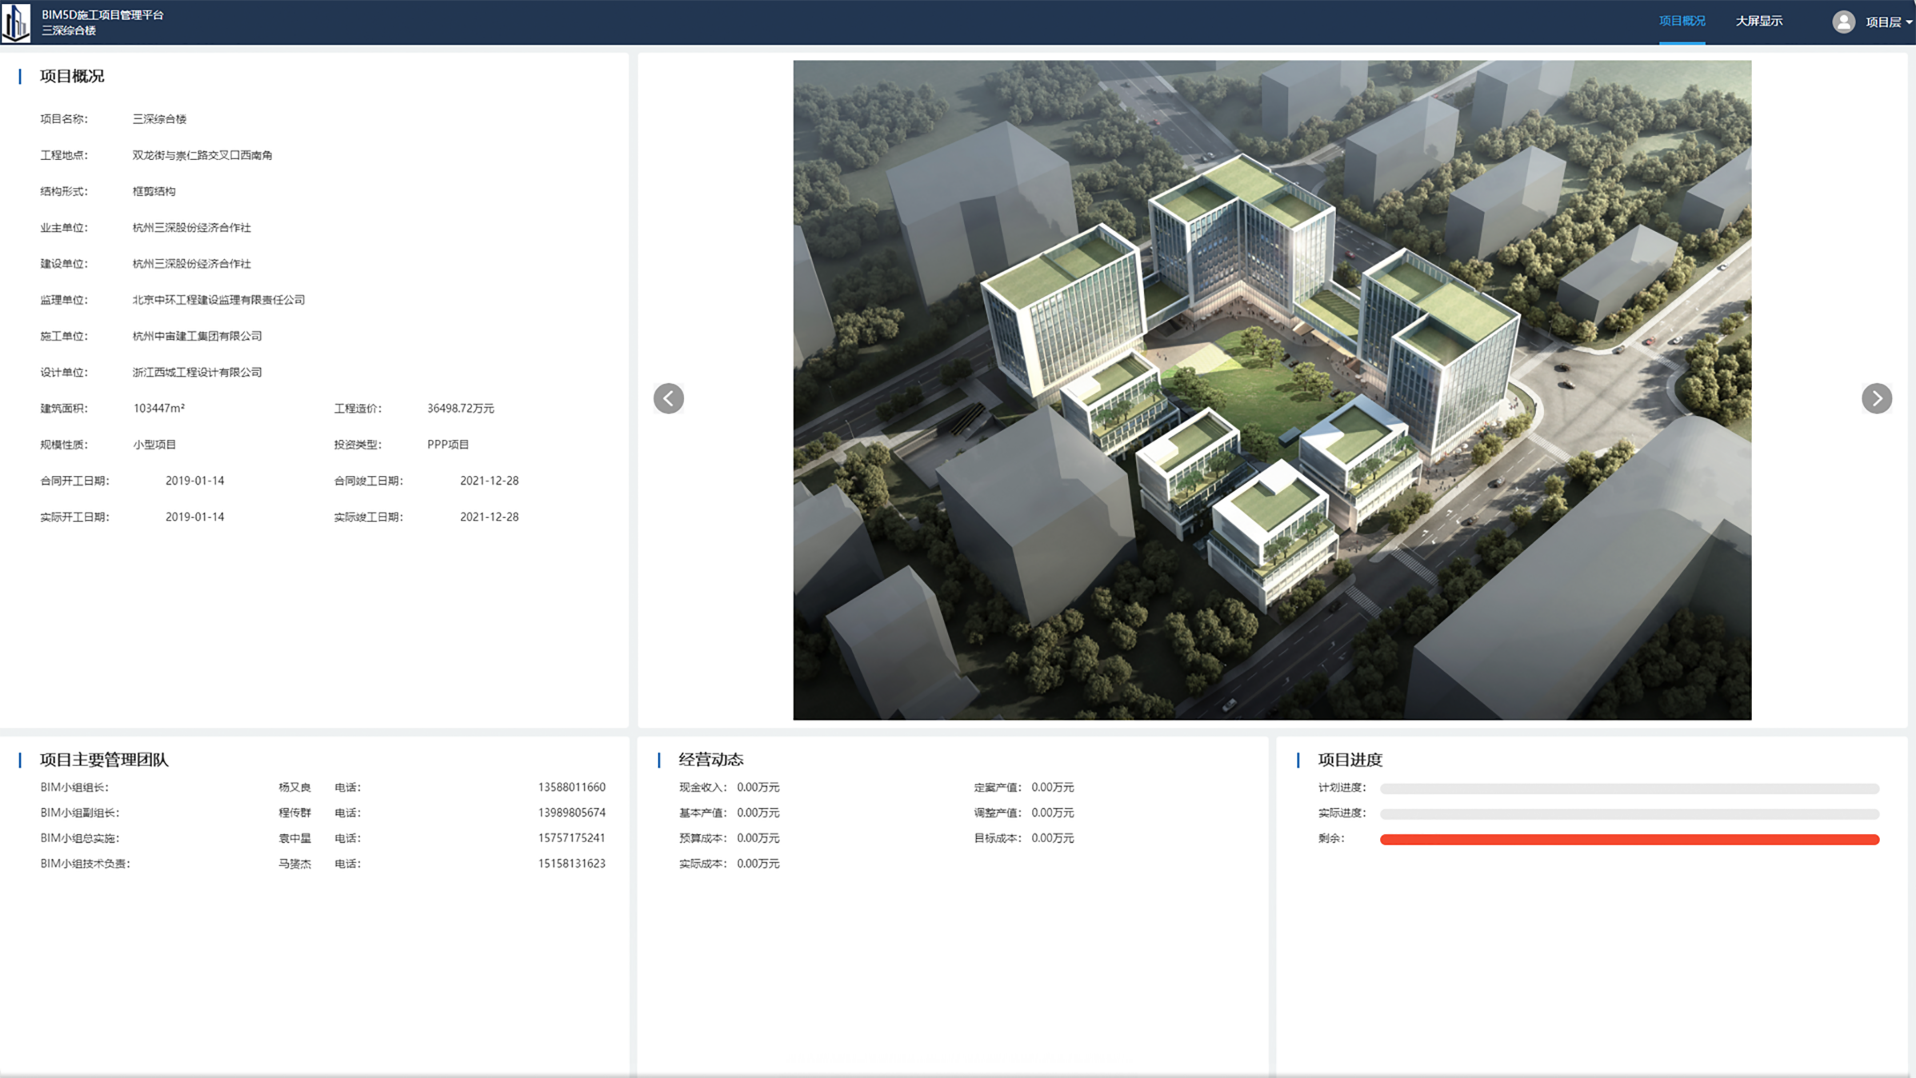 BIM5D施工项目管理平台
三深综合楼
项目概况
大屏显示
项目层
项目概况
项目名称： 三深综合楼
工程地点： 双龙街与崇仁路交叉口西南角
结构形式： 框剪结构
业主单位： 杭州三深股份经济合作社
建设单位： 杭州三深股份经济合作社
监理单位： 北京中环工程建设监理有限责任公司
施工单位： 杭州中宙建工集团有限公司
设计单位： 浙江西城工程设计有限公司
建筑面积： 103447m² 工程造价： 36498.72万元
规模性质： 小型项目 投资类型： PPP项目
合同开工日期： 2019-01-14 合同竣工日期： 2021-12-28
实际开工日期： 2019-01-14 实际竣工日期： 2021-12-28
项目主要管理团队
BIM小组组长： 杨又良 电话： 13588011660
BIM小组副组长： 程传群 电话： 13989805674
BIM小组总实施： 袁中星 电话： 15757175241
BIM小组技术负责： 马赟杰 电话： 15158131623
经营动态
现金收入： 0.00万元 定案产值： 0.00万元
基本产值： 0.00万元 调整产值： 0.00万元
预算成本： 0.00万元 目标成本： 0.00万元
实际成本： 0.00万元
项目进度
计划进度：
实际进度：
剩余：